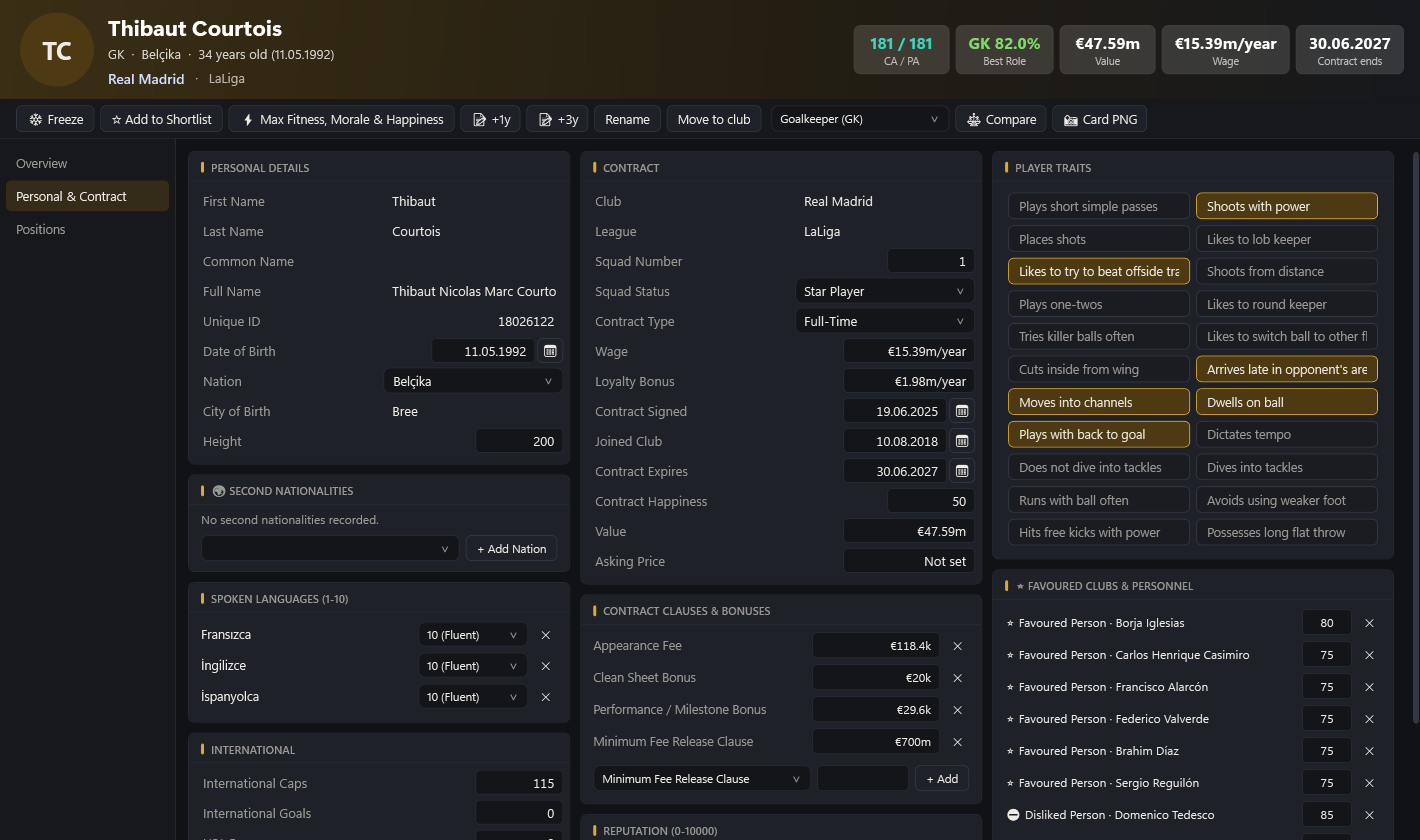 TC
Thibaut Courtois
GK · Belçika · 34 years old (11.05.1992)
Real Madrid · LaLiga
181 / 181
CA / PA
GK 82.0%
Best Role
€47.59m
Value
€15.39m/year
Wage
30.06.2027
Contract ends
Freeze
Add to Shortlist
Max Fitness, Morale & Happiness
+1y
+3y
Rename
Move to club
Goalkeeper (GK)
Compare
Card PNG
Overview
Personal & Contract
Positions
PERSONAL DETAILS
First Name Thibaut
Last Name Courtois
Common Name
Full Name Thibaut Nicolas Marc Courto
Unique ID 18026122
Date of Birth 11.05.1992
Nation Belçika
City of Birth Bree
Height 200
SECOND NATIONALITIES
No second nationalities recorded.
+ Add Nation
SPOKEN LANGUAGES (1-10)
Fransızca 10 (Fluent)
İngilizce 10 (Fluent)
İspanyolca 10 (Fluent)
INTERNATIONAL
International Caps 115
International Goals 0
CONTRACT
Club Real Madrid
League LaLiga
Squad Number 1
Squad Status Star Player
Contract Type Full-Time
Wage €15.39m/year
Loyalty Bonus €1.98m/year
Contract Signed 19.06.2025
Joined Club 10.08.2018
Contract Expires 30.06.2027
Contract Happiness 50
Value €47.59m
Asking Price Not set
CONTRACT CLAUSES & BONUSES
Appearance Fee €118.4k
Clean Sheet Bonus €20k
Performance / Milestone Bonus €29.6k
Minimum Fee Release Clause €700m
Minimum Fee Release Clause + Add
REPUTATION (0-10000)
PLAYER TRAITS
Plays short simple passes Shoots with power
Places shots Likes to lob keeper
Likes to try to beat offside tra Shoots from distance
Plays one-twos Likes to round keeper
Tries killer balls often Likes to switch ball to other fl
Cuts inside from wing Arrives late in opponent's are
Moves into channels Dwells on ball
Plays with back to goal Dictates tempo
Does not dive into tackles Dives into tackles
Runs with ball often Avoids using weaker foot
Hits free kicks with power Possesses long flat throw
FAVOURED CLUBS & PERSONNEL
Favoured Person · Borja Iglesias 80
Favoured Person · Carlos Henrique Casimiro 75
Favoured Person · Francisco Alarcón 75
Favoured Person · Federico Valverde 75
Favoured Person · Brahim Díaz 75
Favoured Person · Sergio Reguilón 75
Disliked Person · Domenico Tedesco 85